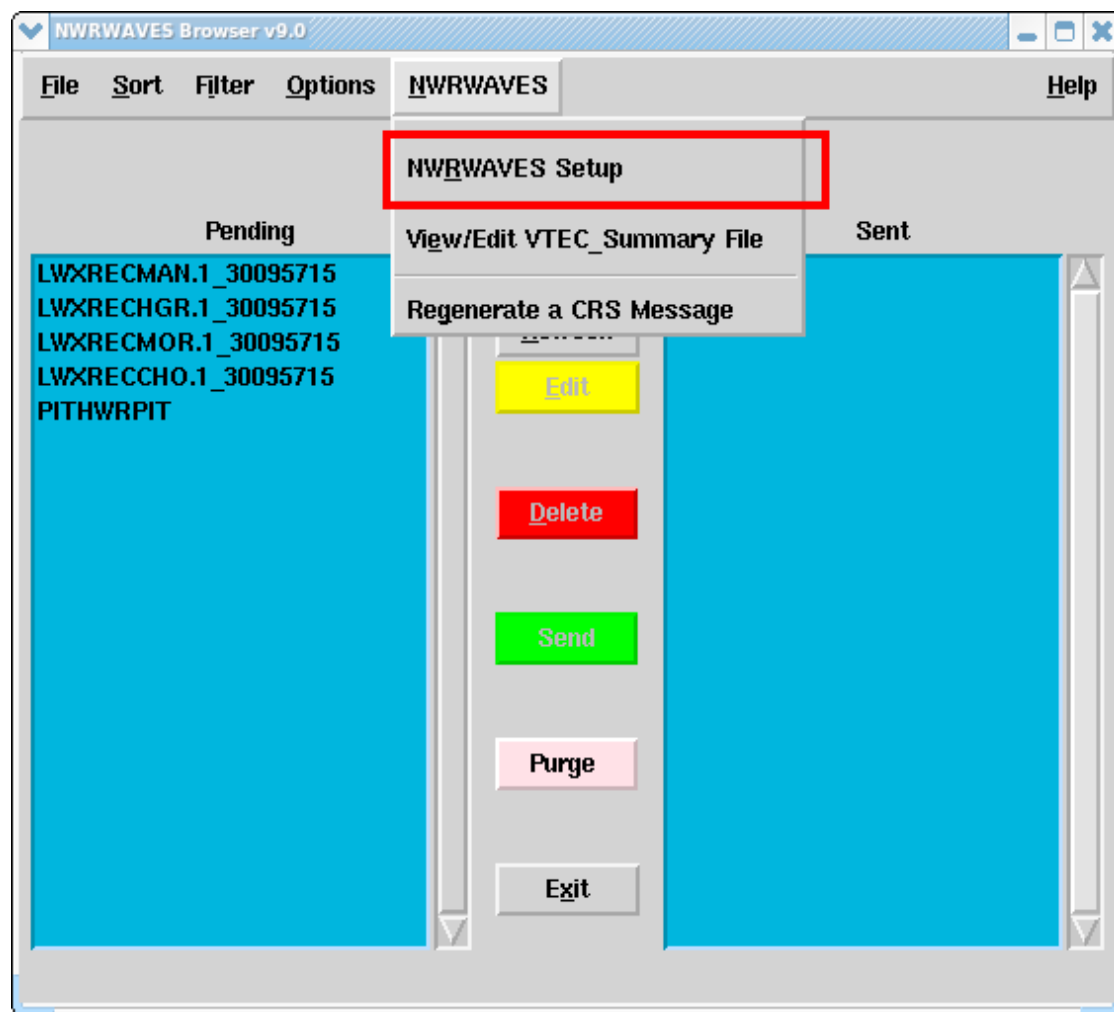 NWRWAVES Browser v9.0
File Sort Filter Options NWRWAVES Help
NWRWAVES Setup
View/Edit VTEC_Summary File
Regenerate a CRS Message
Pending
Sent
LWXRECMAN.1_30095715
LWXRECHGR.1_30095715
LWXRECMOR.1_30095715
LWXRECCHO.1_30095715
PITHWRPIT
Edit
Delete
Send
Purge
Exit